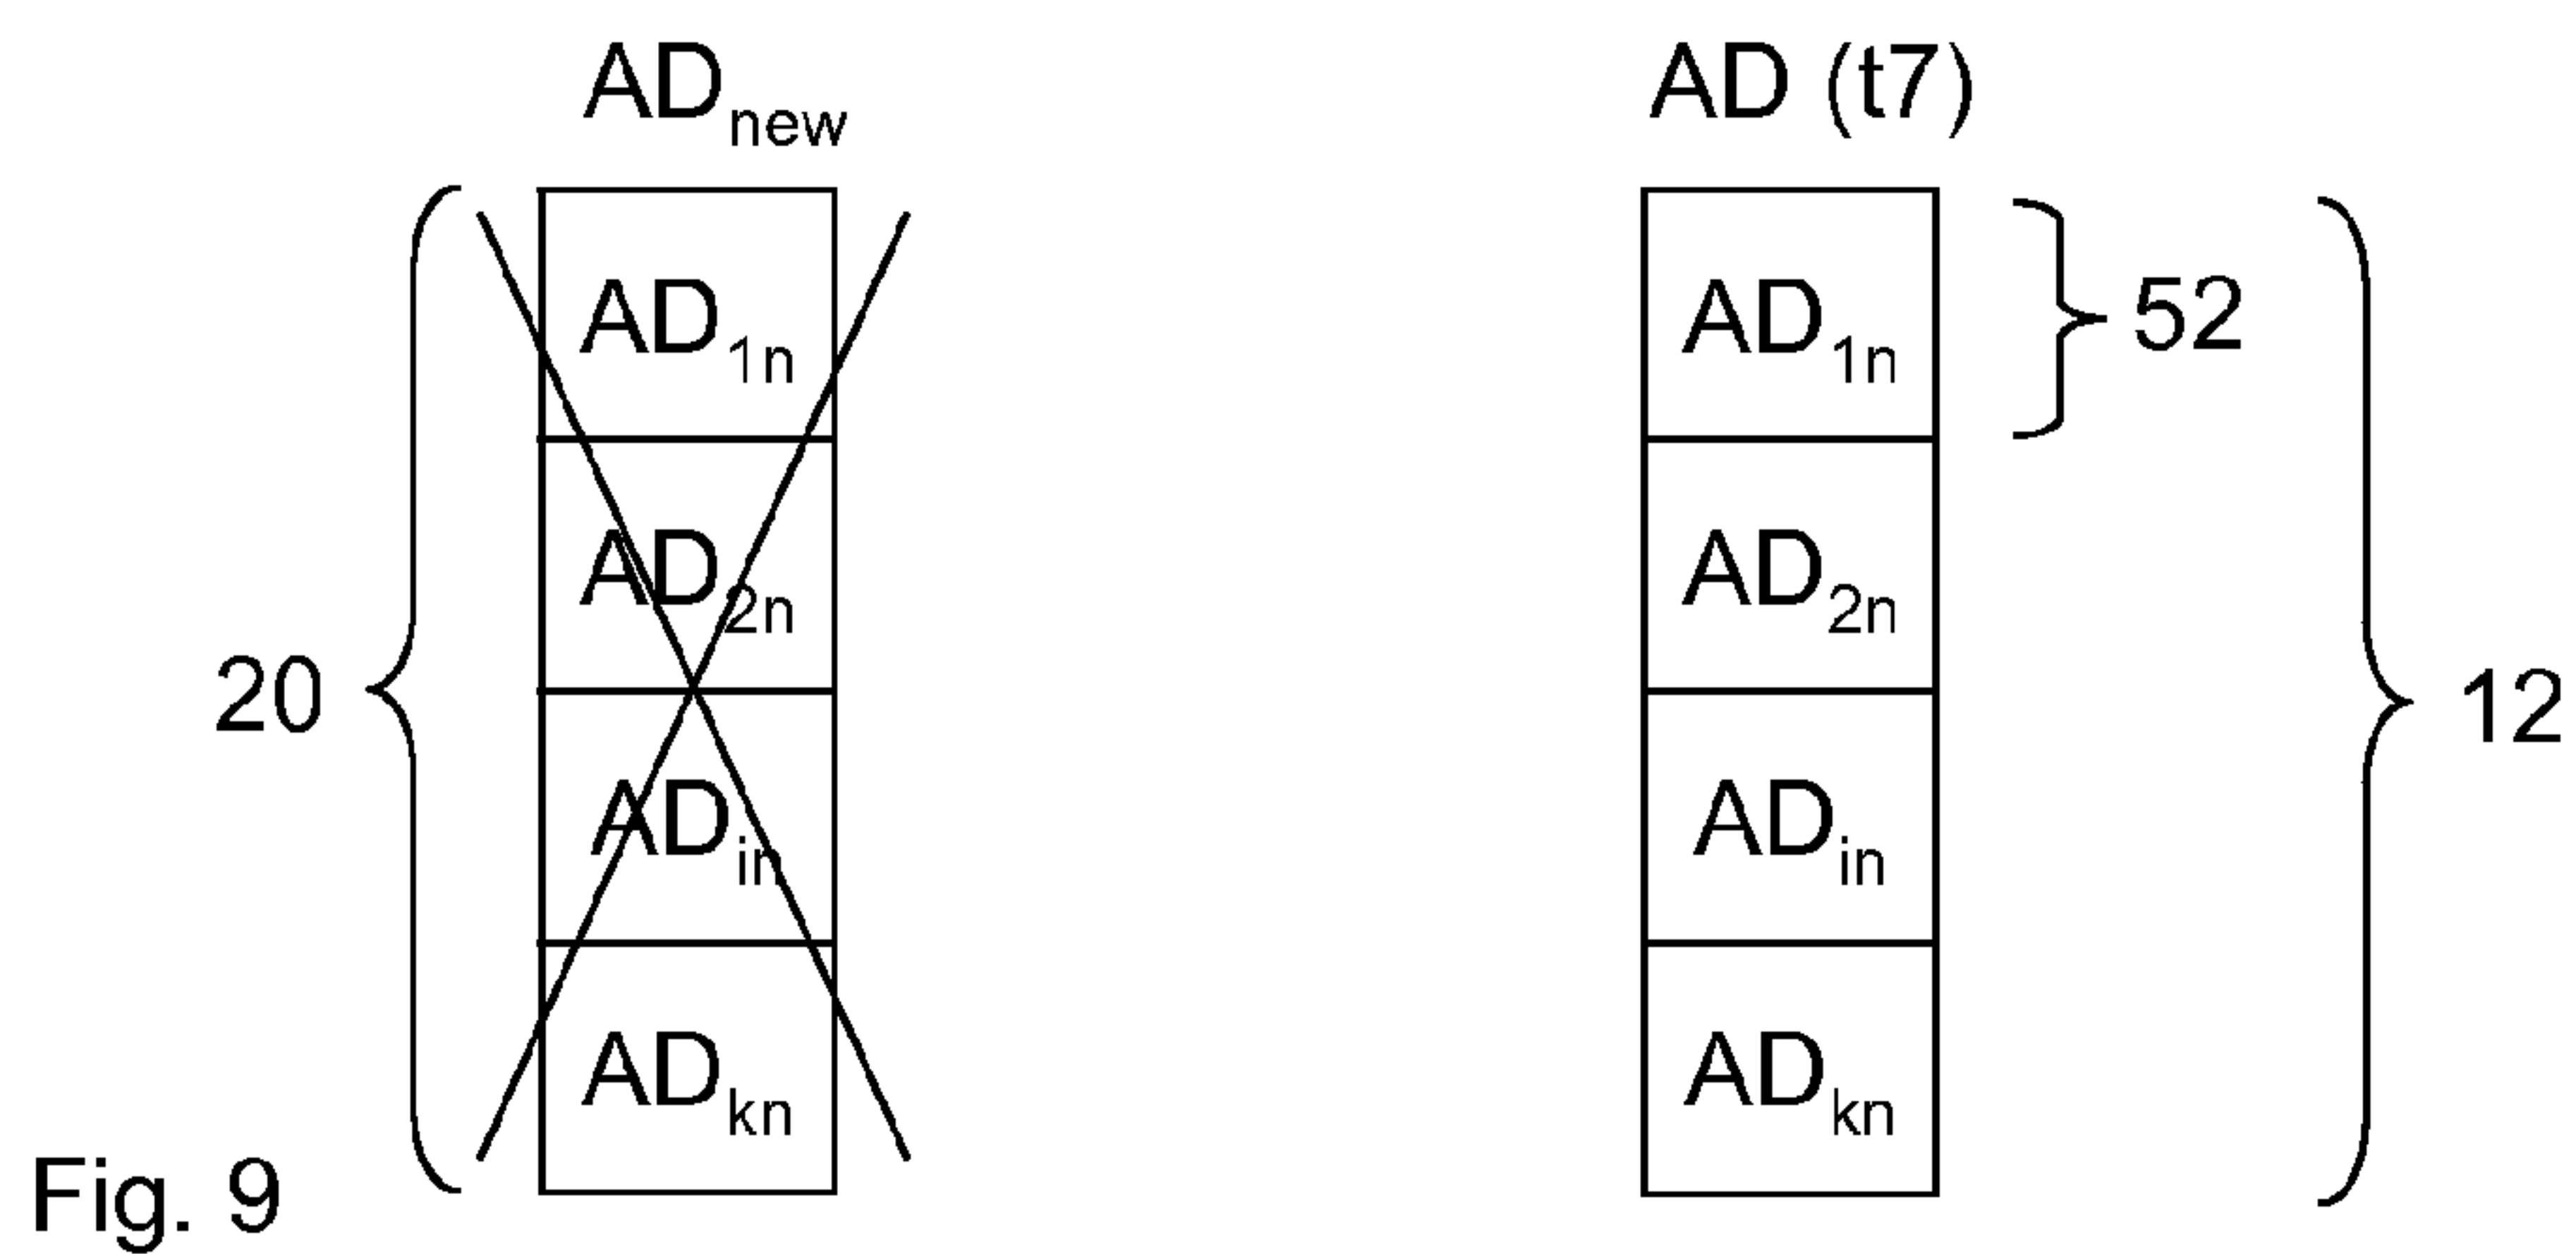 AD_new AD (t7)
AD_1n AD_1n 52
AD_2n AD_2n
20 12
AD_in AD_in
AD_kn AD_kn
Fig. 9